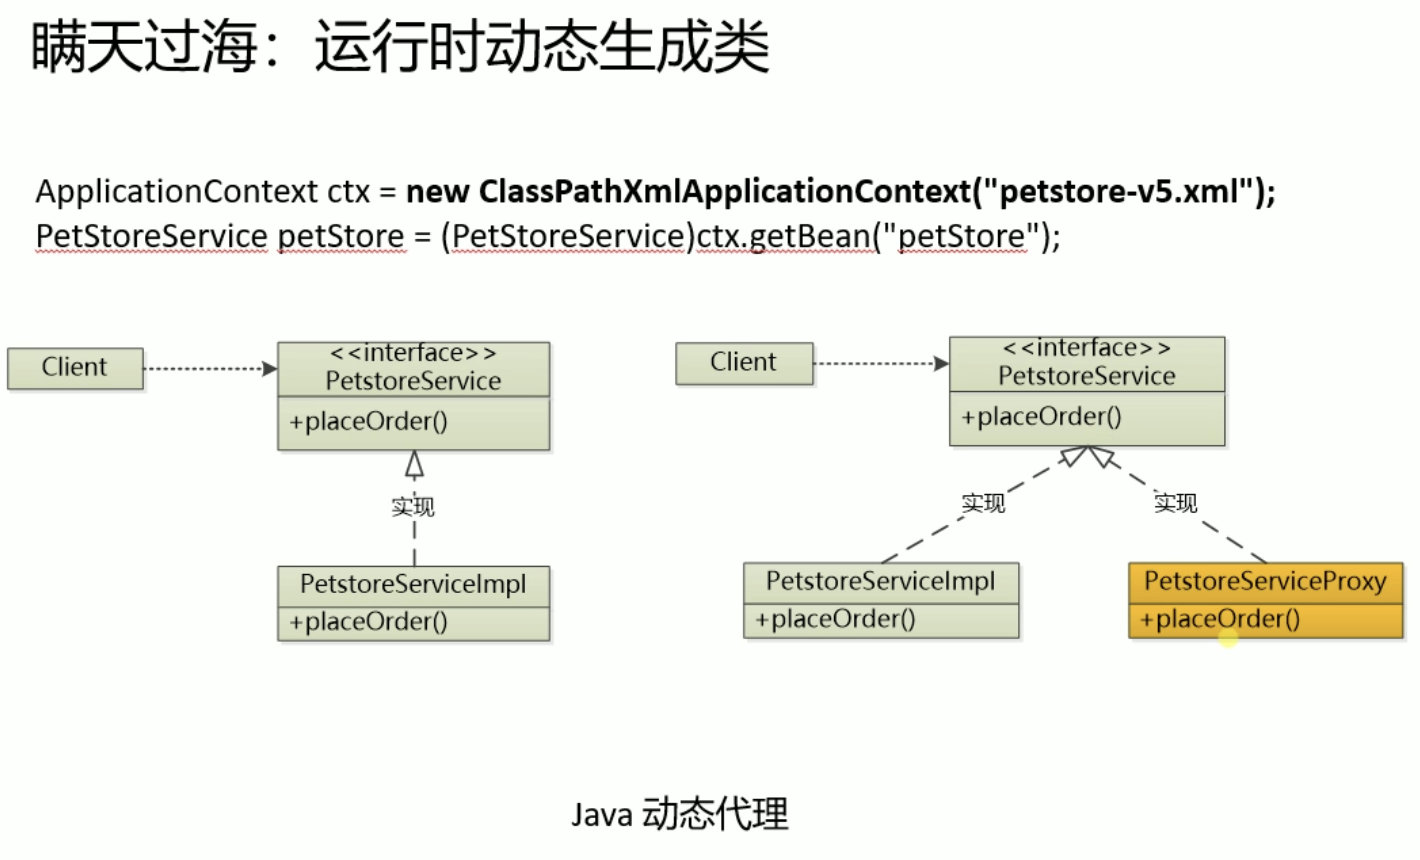 瞒天过海：运行时动态生成类
ApplicationContext ctx = new ClassPathXmlApplicationContext("petstore-v5.xml");
PetStoreService petStore = (PetStoreService)ctx.getBean("petStore");
Client
<<interface>>
PetstoreService
+placeOrder()
实现
PetstoreServiceImpl
+placeOrder()
Client
<<interface>>
PetstoreService
+placeOrder()
实现
实现
PetstoreServiceImpl
+placeOrder()
PetstoreServiceProxy
+placeOrder()
Java 动态代理